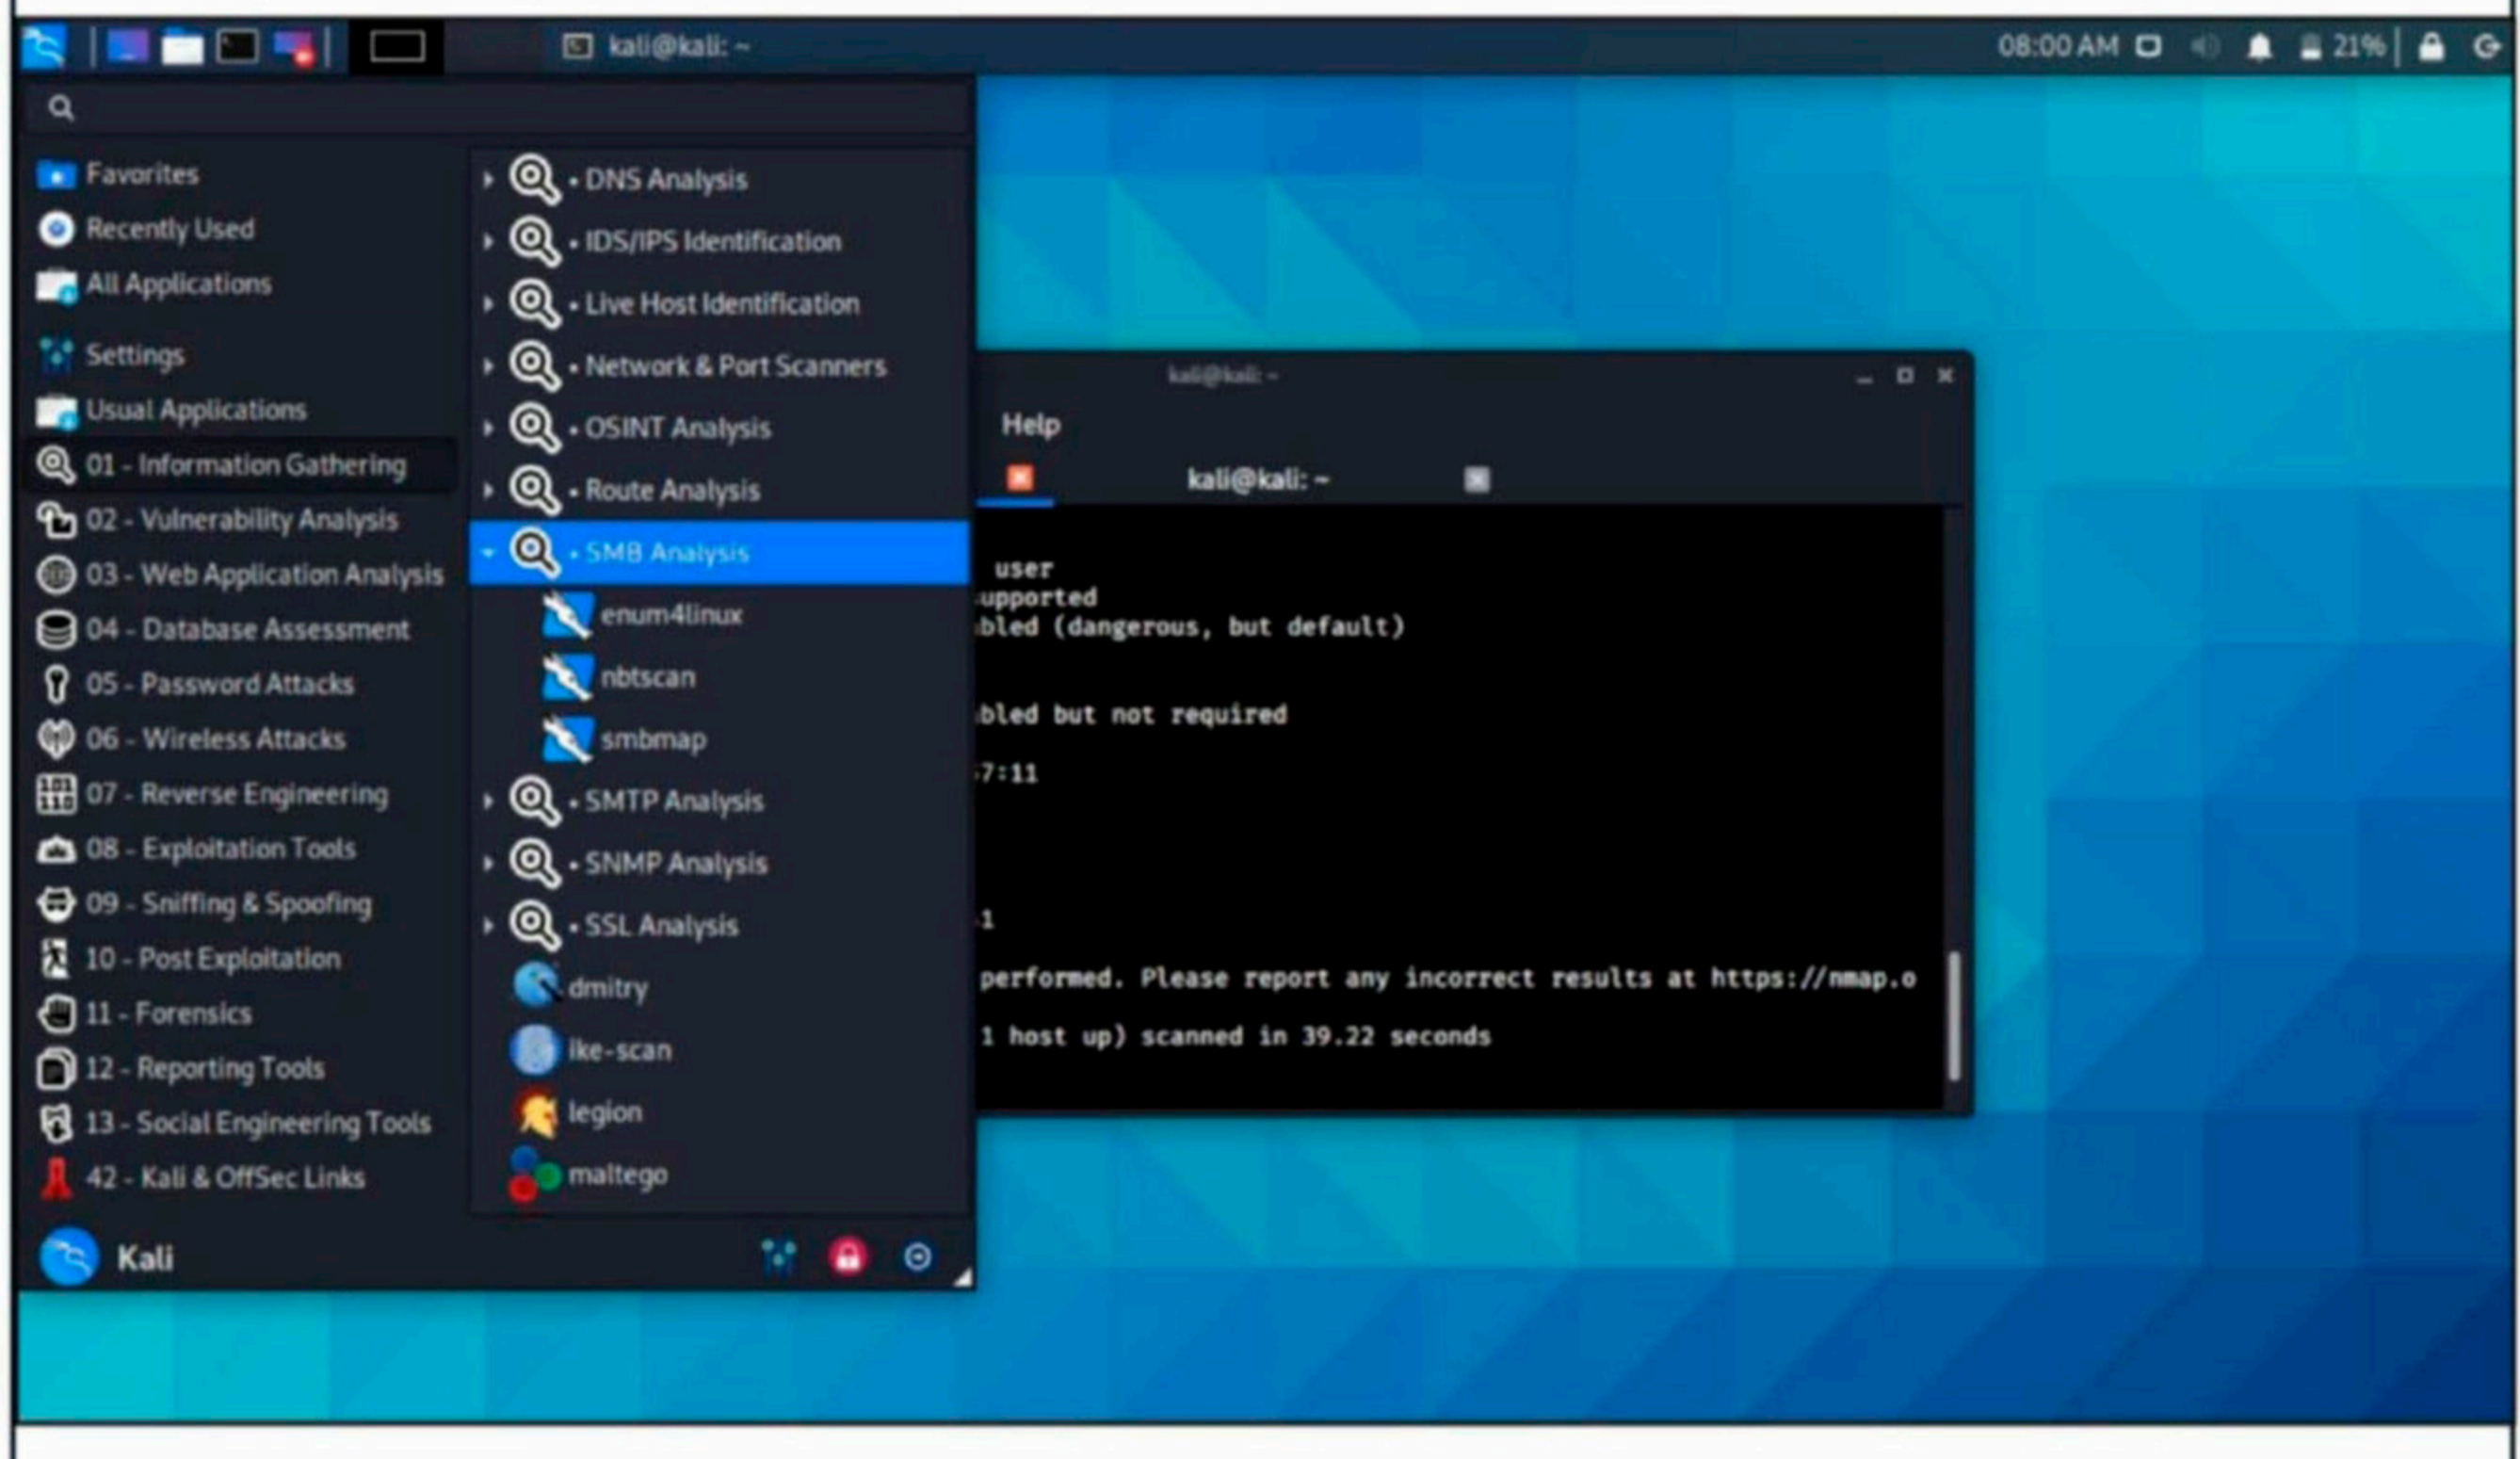 kali@kali: ~
08:00 AM
21%
Favorites
Recently Used
All Applications
Settings
Usual Applications
01 - Information Gathering
02 - Vulnerability Analysis
03 - Web Application Analysis
04 - Database Assessment
05 - Password Attacks
06 - Wireless Attacks
07 - Reverse Engineering
08 - Exploitation Tools
09 - Sniffing & Spoofing
10 - Post Exploitation
11 - Forensics
12 - Reporting Tools
13 - Social Engineering Tools
42 - Kali & OffSec Links
Kali
• DNS Analysis
• IDS/IPS Identification
• Live Host Identification
• Network & Port Scanners
• OSINT Analysis
• Route Analysis
• SMB Analysis
enum4linux
nbtscan
smbmap
• SMTP Analysis
• SNMP Analysis
• SSL Analysis
dmitry
ike-scan
legion
maltego
kali@kali: ~
Help
kali@kali: ~
user
upported
bled (dangerous, but default)
bled but not required
7:11
1
performed. Please report any incorrect results at https://nmap.o
1 host up) scanned in 39.22 seconds